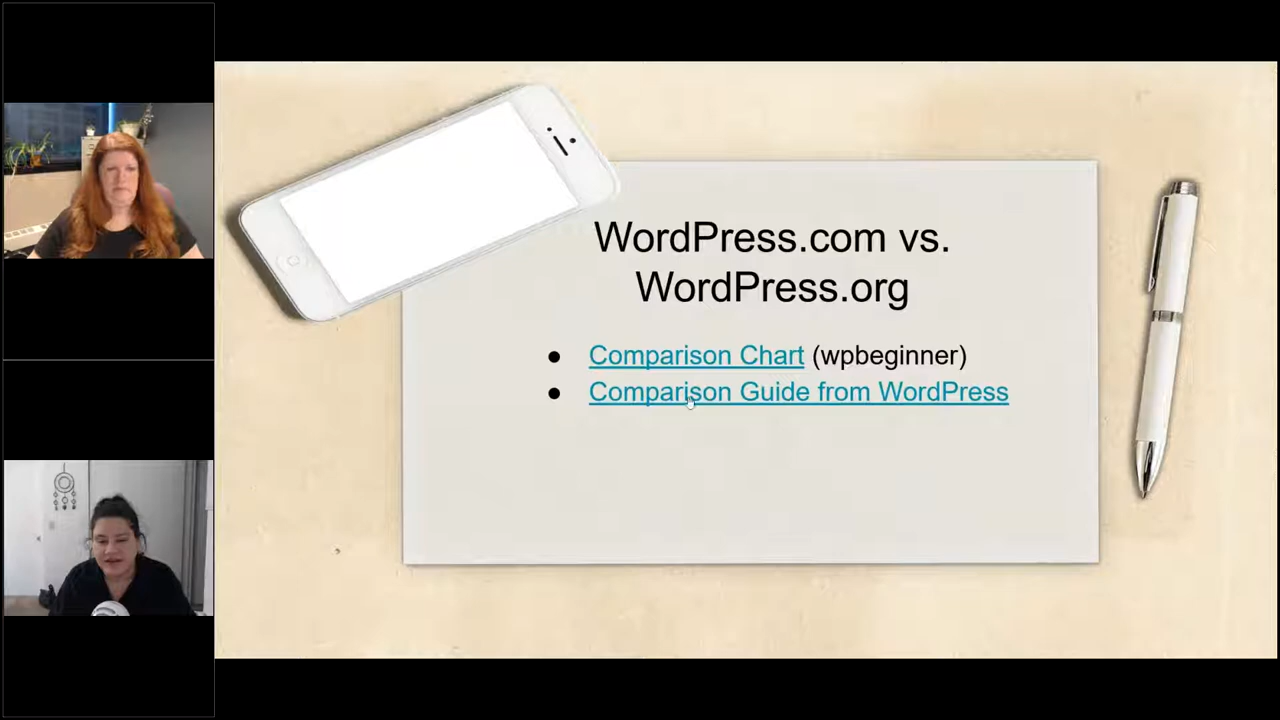 WordPress.com vs.
WordPress.org
● Comparison Chart (wpbeginner)
● Comparison Guide from WordPress